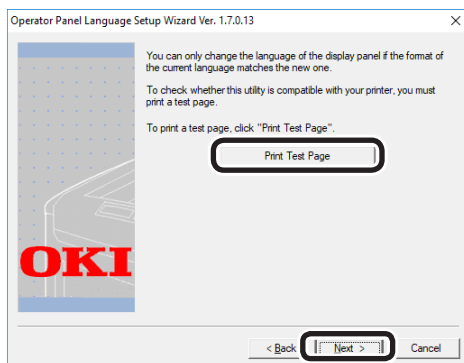 Operator Panel Language Setup Wizard Ver. 1.7.0.13
You can only change the language of the display panel if the format of
the current language matches the new one.
To check whether this utility is compatible with your printer, you must
print a test page.
To print a test page, click "Print Test Page".
Print Test Page
OKI
< Back
Next >
Cancel